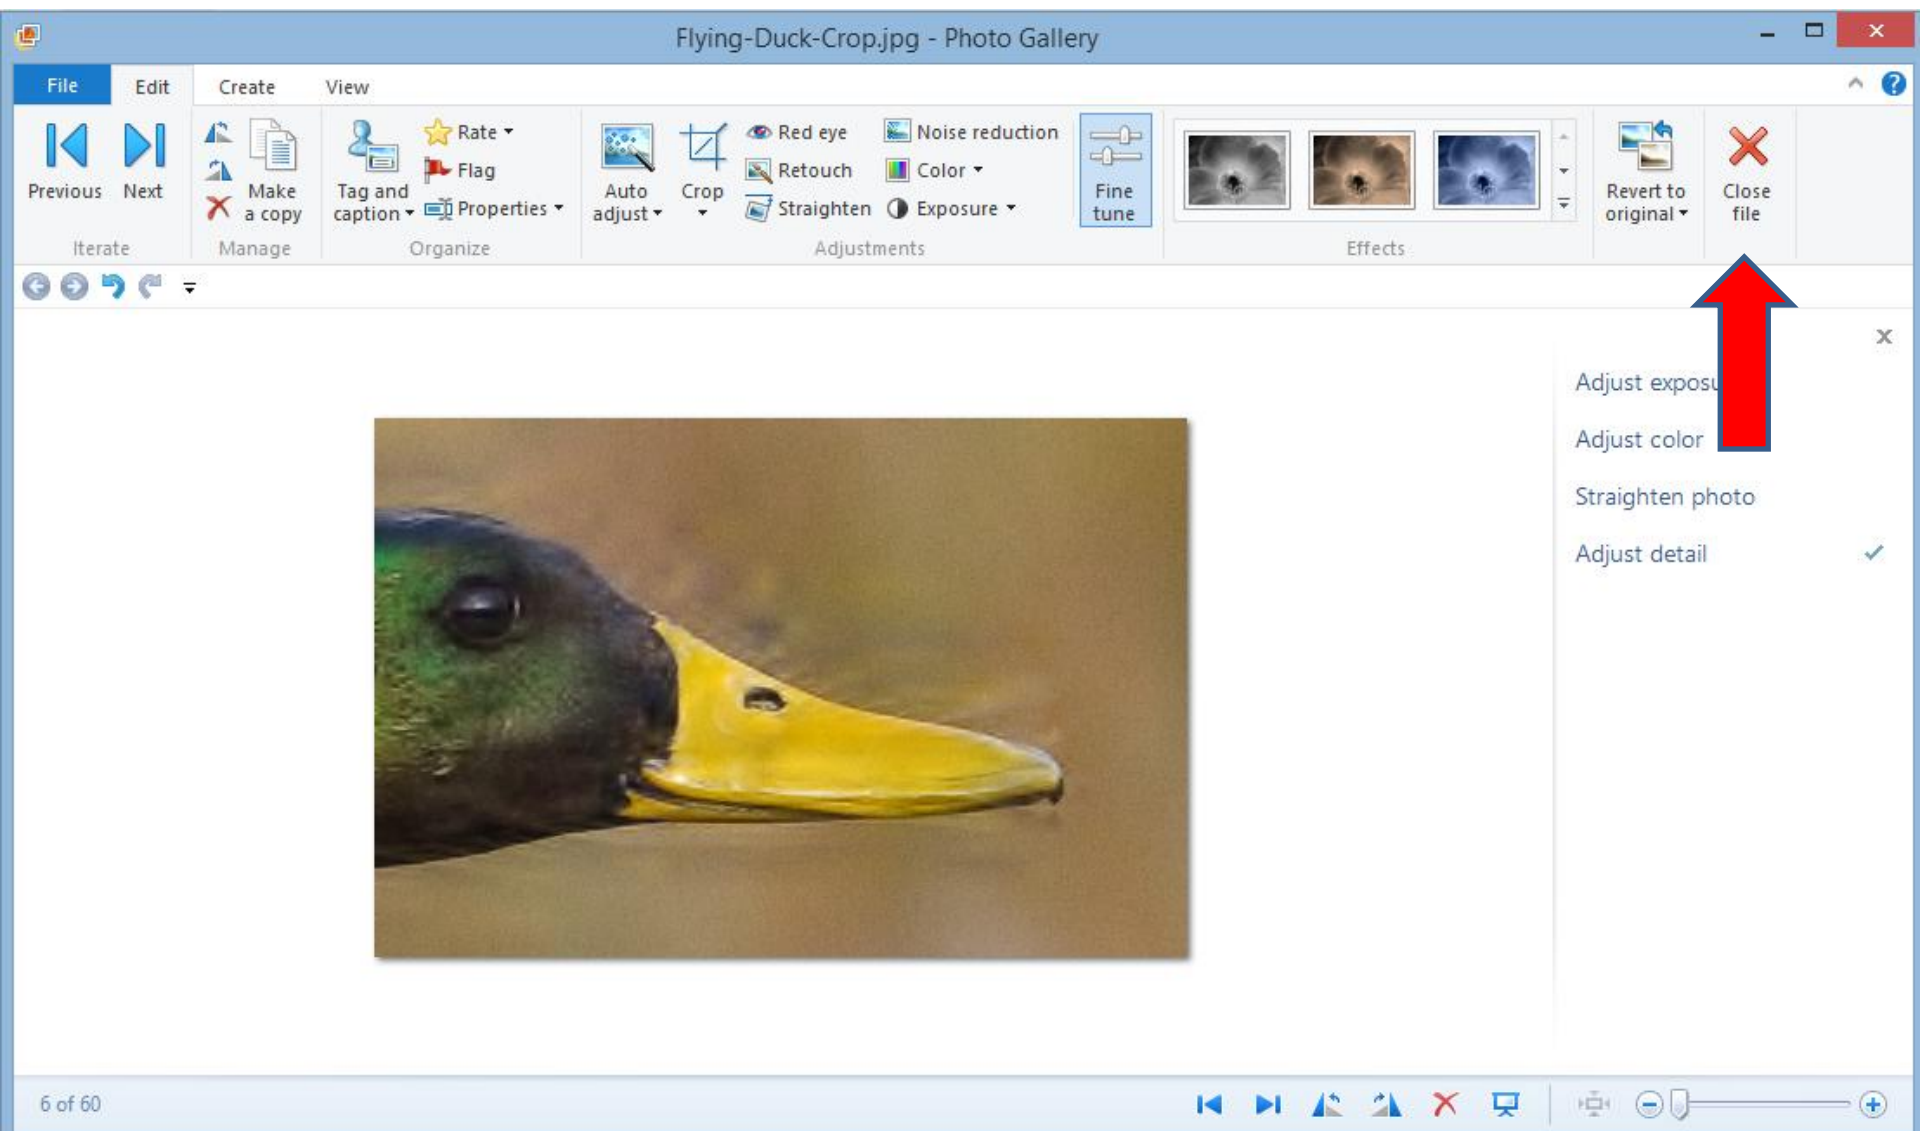 Flying-Duck-Crop.jpg - Photo Gallery
File Edit Create View
Previous Next
Make a copy
Tag and caption
Rate
Flag
Properties
Auto adjust
Crop
Red eye
Retouch
Straighten
Noise reduction
Color
Exposure
Fine tune
Revert to original
Close file
Iterate Manage Organize Adjustments Effects
Adjust expos
Adjust color
Straighten photo
Adjust detail
6 of 60